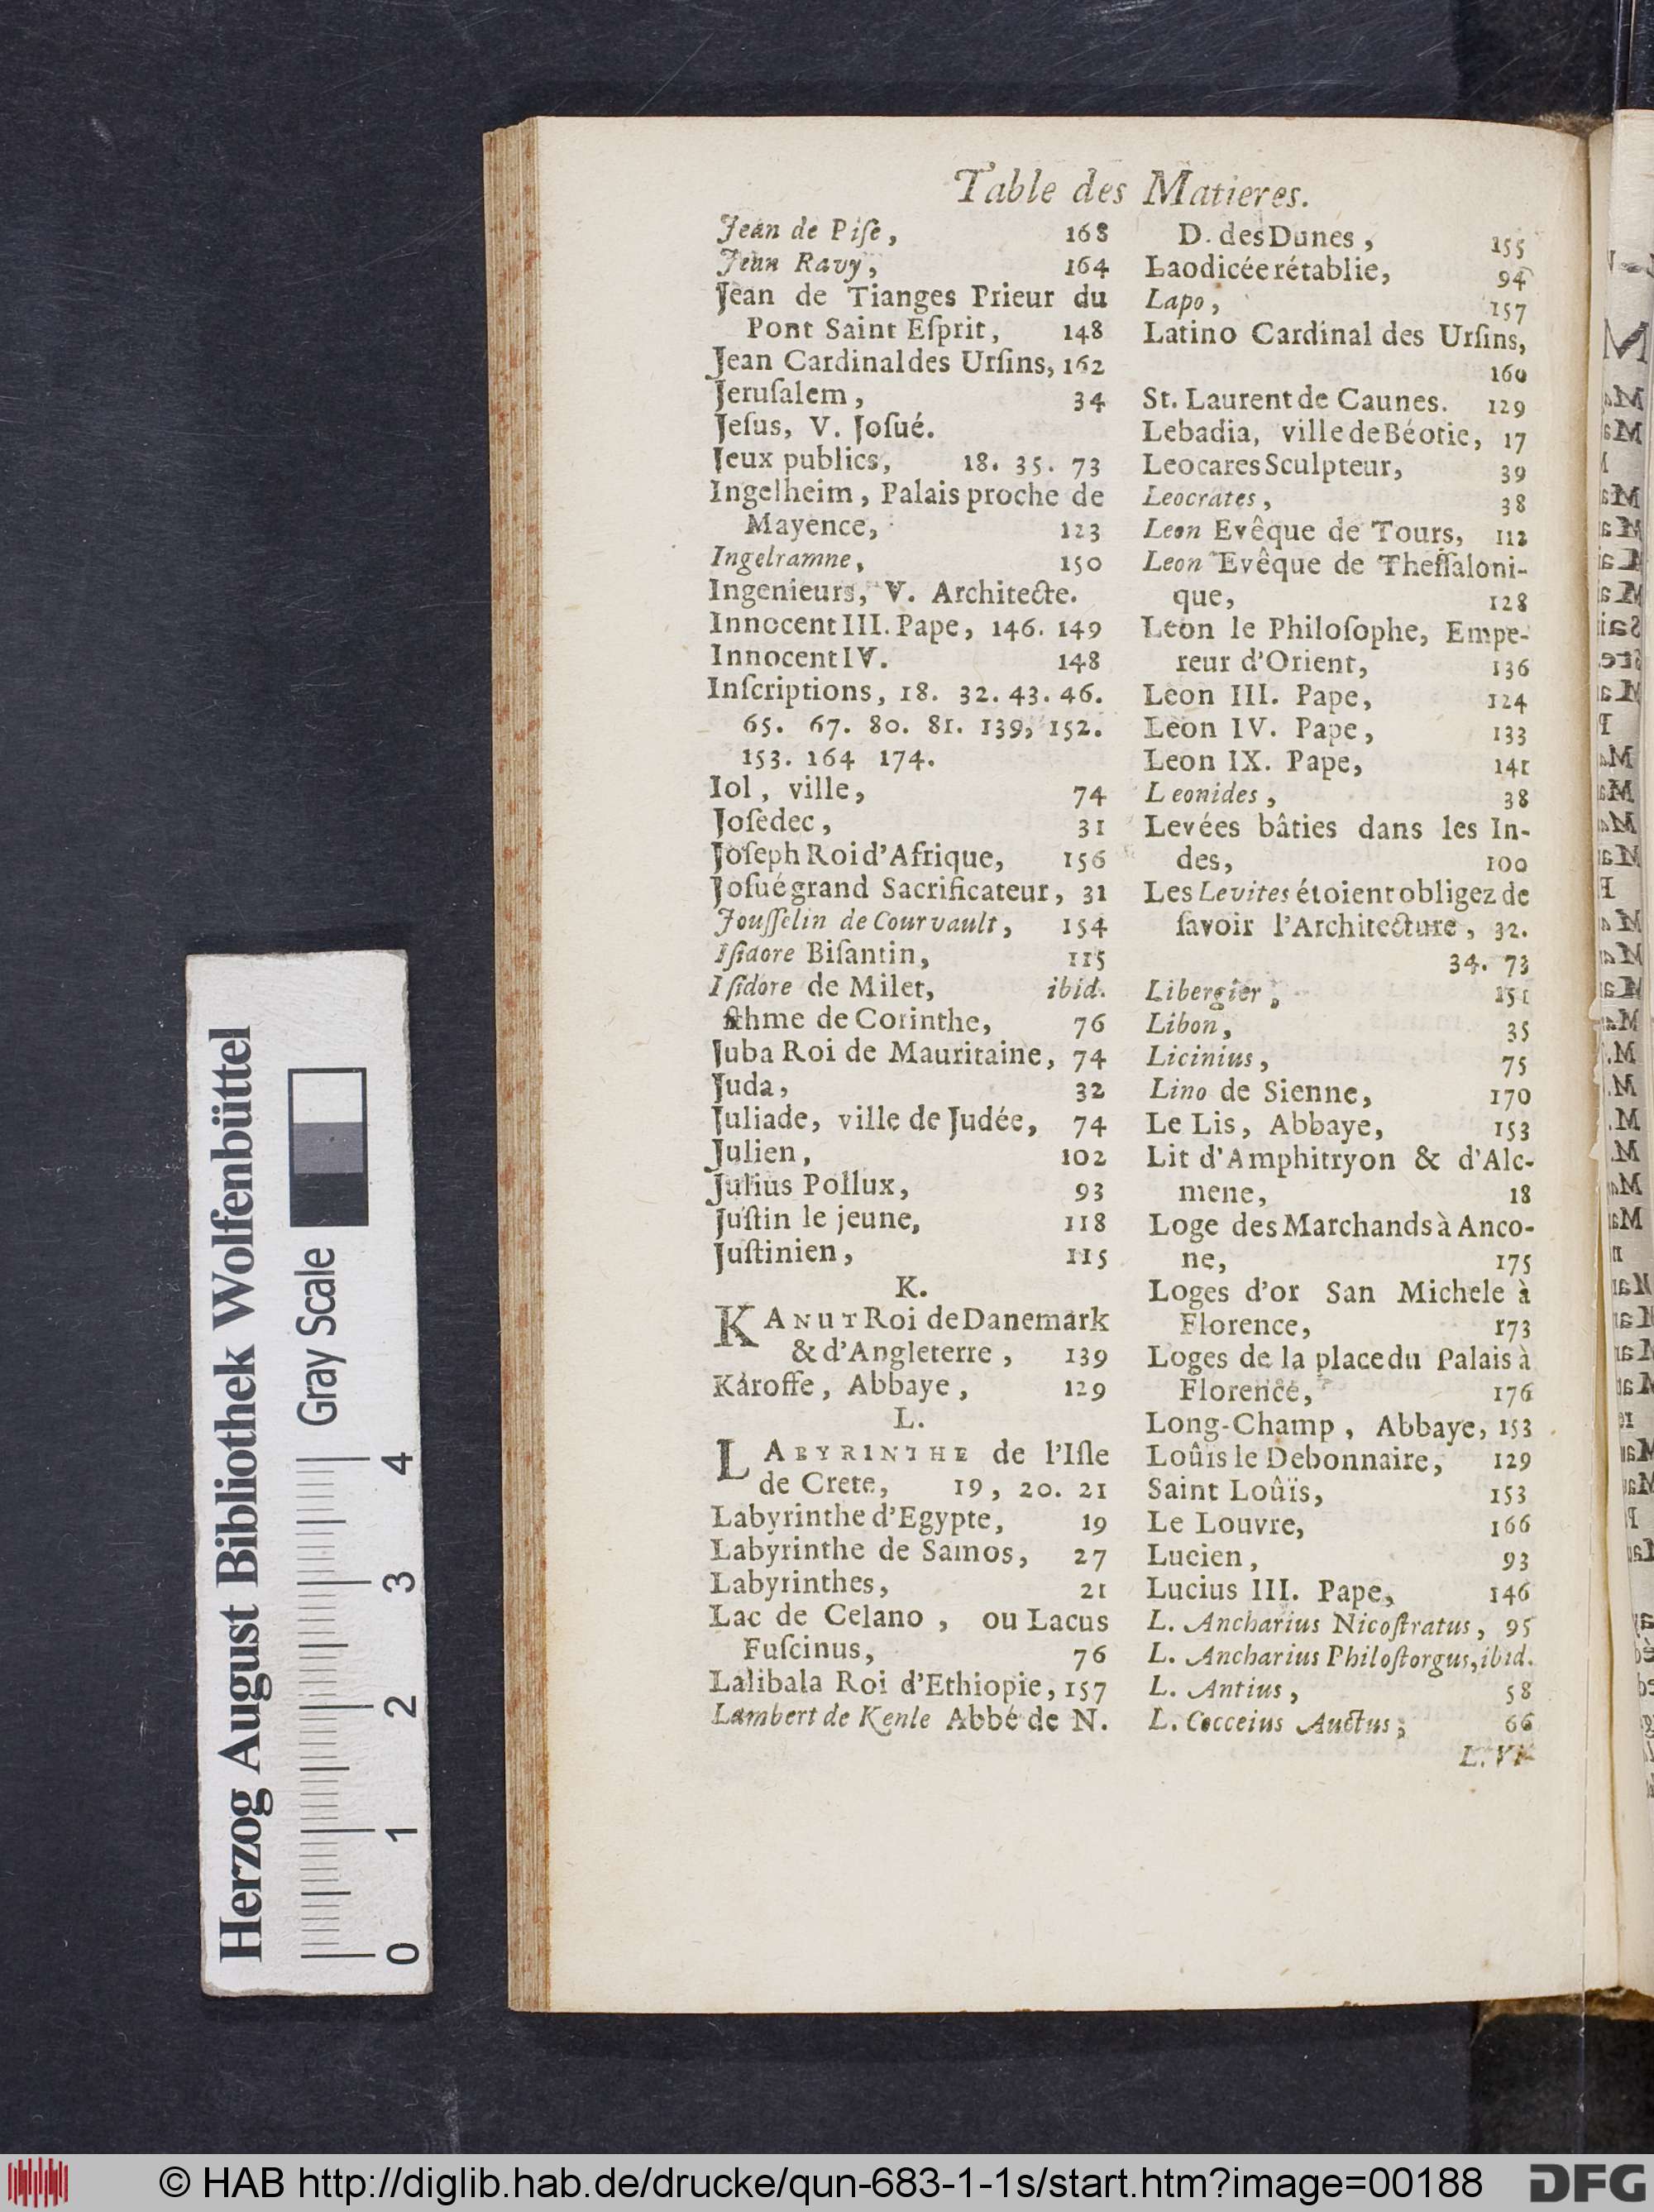 Table des Matieres.
Jean de Piſe, 168
Jean Ravy, 164
Jean de Tianges Prieur du
Pont Saint Eſprit, 148
Jean Cardinal des Urſins, 162
Jeruſalem, 34
Jeſus, V. Joſué.
Jeux publics, 18. 35. 73
Ingelheim, Palais proche de
Mayence, 123
Ingelramne, 150
Ingenieurs, V. Architecte.
Innocent III. Pape, 146. 149
Innocent IV. 148
Inſcriptions, 18. 32. 43. 46.
65. 67. 80. 81. 139, 152.
153. 164 174.
Iol, ville, 74
Joſedec, 31
Joſeph Roi d'Afrique, 156
Joſué grand Sacrificateur, 31
Jouſſelin de Courvault, 154
Iſidore Biſantin, 115
Iſidore de Milet, ibid.
ſthme de Corinthe, 76
Juba Roi de Mauritaine, 74
Juda, 32
Juliade, ville de Judée, 74
Julien, 102
Julius Pollux, 93
Juſtin le jeune, 118
Juſtinien, 115
K.
KANUT Roi de Danemark
& d'Angleterre, 139
Karoffe, Abbaye, 129
L.
LABYRINTHE de l'Iſle
de Crete, 19, 20. 21
Labyrinthe d'Egypte, 19
Labyrinthe de Samos, 27
Labyrinthes, 21
Lac de Celano, ou Lacus
Fuſcinus, 76
Lalibala Roi d'Ethiopie, 157
Lambert de Kenle Abbé de N.
D. des Dunes, 155
Laodicée rétablie, 94
Lapo, 157
Latino Cardinal des Urſins,
160
St. Laurent de Caunes. 129
Lebadia, ville de Béotie, 17
Leocares Sculpteur, 39
Leocrates, 38
Leon Evêque de Tours, 112
Leon Evêque de Theſſaloni-
que, 128
Leon le Philoſophe, Empe-
reur d'Orient, 136
Leon III. Pape, 124
Leon IV. Pape, 133
Leon IX. Pape, 141
Leonides, 38
Levées bâties dans les In-
des, 100
Les Levites étoient obligez de
ſavoir l'Architecture, 32.
34. 73
Libergier, 151
Libon, 35
Licinius, 75
Lino de Sienne, 170
Le Lis, Abbaye, 153
Lit d'Amphitryon & d'Alc-
mene, 18
Loge des Marchands à Anco-
ne, 175
Loges d'or San Michele à
Florence, 173
Loges de la place du Palais à
Florence, 176
Long-Champ, Abbaye, 153
Loûis le Debonnaire, 129
Saint Loûïs, 153
Le Louvre, 166
Lucien, 93
Lucius III. Pape, 146
L. Ancharius Nicoſtratus, 95
L. Ancharius Philoſtorgus, ibid.
L. Antius, 58
L. Cocceius Auctus; 66
L. Vi-
Herzog August Bibliothek Wolfenbüttel
Gray Scale
0 1 2 3 4
© HAB http://diglib.hab.de/drucke/qun-683-1-1s/start.htm?image=00188
DFG